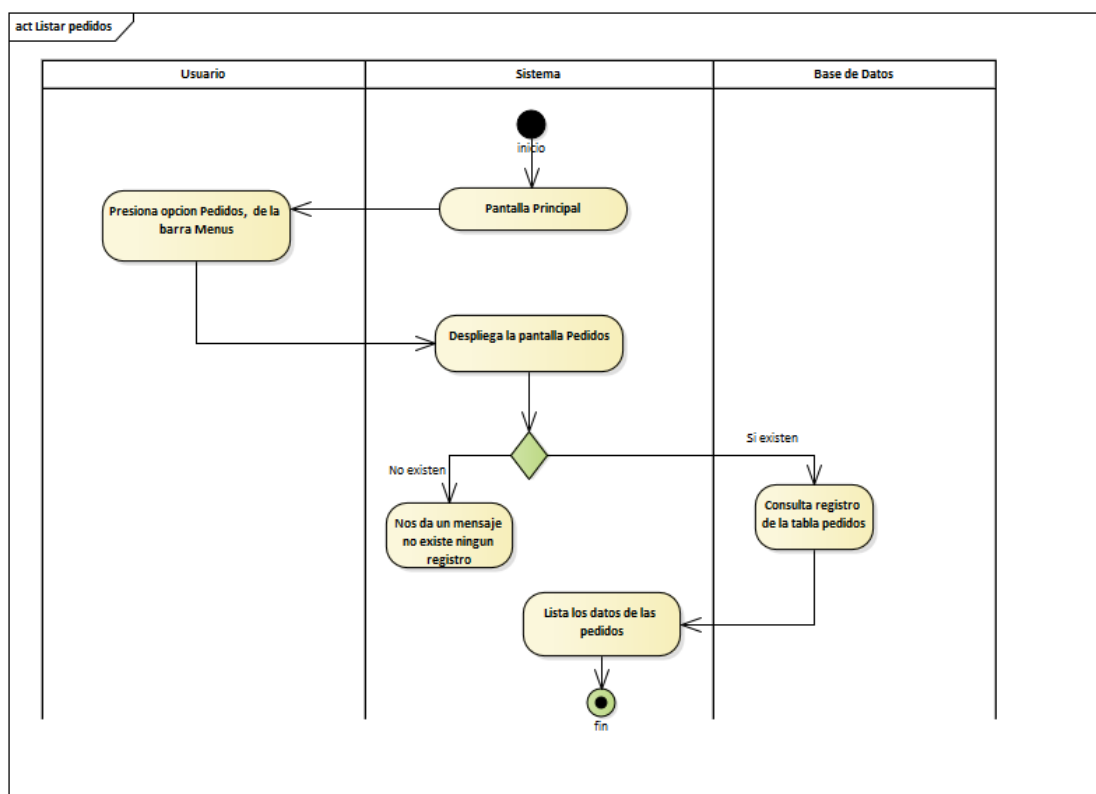 act Listar pedidos
Usuario
Sistema
Base de Datos
inicio
Pantalla Principal
Presiona opcion Pedidos, de la
barra Menus
Despliega la pantalla Pedidos
Si existen
No existen
Nos da un mensaje
no existe ningun
registro
Consulta registro
de la tabla pedidos
Lista los datos de las
pedidos
fin